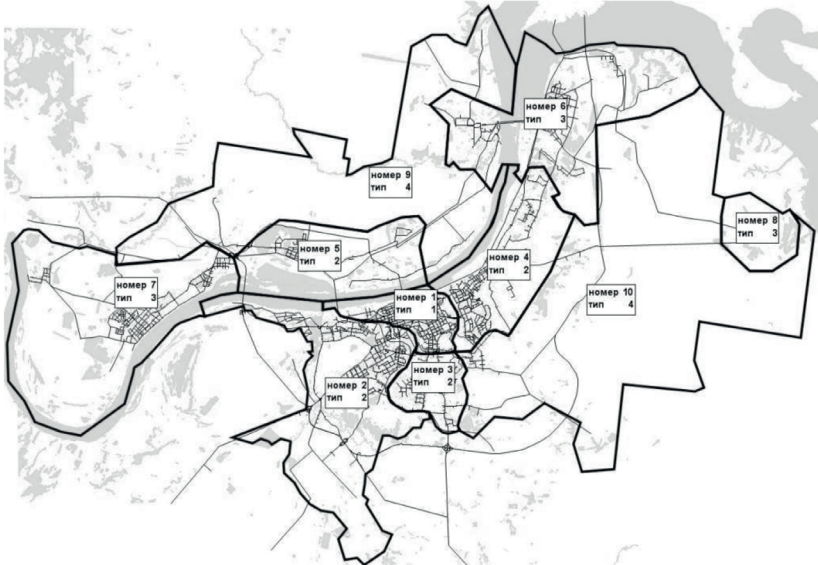 номер 6
тип 3
номер 9
тип 4
номер 8
тип 3
номер 5
тип 2
номер 4
тип 2
номер 7
тип 3
номер 1
тип 1
номер 10
тип 4
номер 3
тип 2
номер 2
тип 2